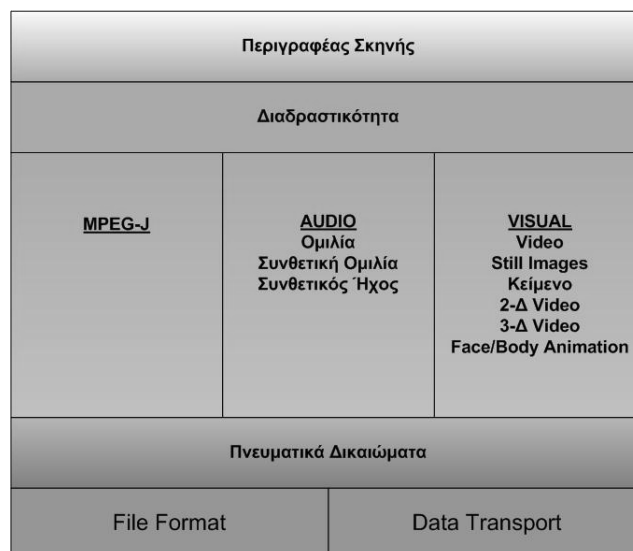 Περιγραφέας Σκηνής
Διαδραστικότητα
MPEG-J
AUDIO
Ομιλία
Συνθετική Ομιλία
Συνθετικός Ήχος
VISUAL
Video
Still Images
Κείμενο
2-Δ Video
3-Δ Video
Face/Body Animation
Πνευματικά Δικαιώματα
File Format
Data Transport